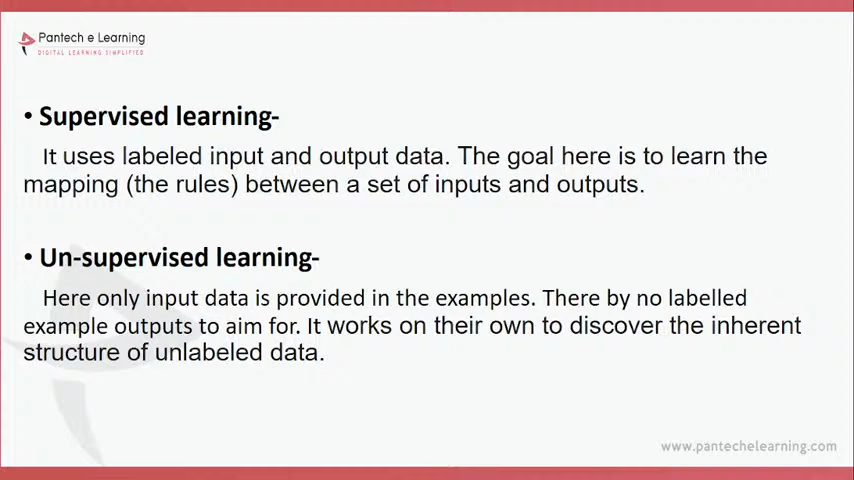 Pantech e Learning
DIGITAL LEARNING SIMPLIFIED
• Supervised learning-
It uses labeled input and output data. The goal here is to learn the
mapping (the rules) between a set of inputs and outputs.
• Un-supervised learning-
Here only input data is provided in the examples. There by no labelled
example outputs to aim for. It works on their own to discover the inherent
structure of unlabeled data.
www.pantechelearning.com